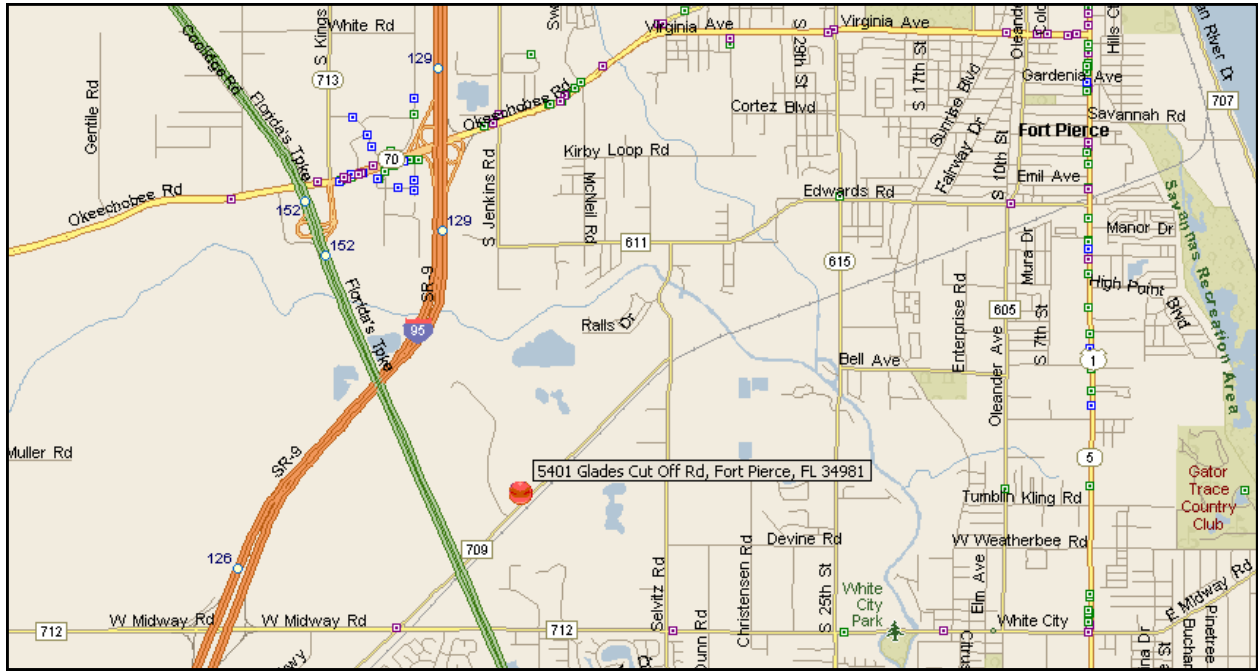 White Rd
S Kings
713
129
Coolidge Rd
Gentile Rd
Florida's Tpke
70
Okeechobee Rd
Okeechobee Rd
152
152
129
Virginia Ave
Virginia Ave
S 29th St
S 17th St
Sunrise Blvd
Fairway Dr
S 10th St
Oleander
Hills Ct
Gardenia Ave
707
Savannah Rd
Cortez Blvd
Fort Pierce
Kirby Loop Rd
S Jenkins Rd
McNeil Rd
Edwards Rd
Emil Ave
611
615
Mura Dr
Manor Dr
High Point Blvd
Savannas Recreation Area
SR-9
95
Florida's Tpke
Ralls Dr
Enterprise Rd
605
S 7th St
Oleander Ave
1
Bell Ave
Muller Rd
SR-9
5401 Glades Cut Off Rd, Fort Pierce, FL 34981
5
Gator
Trace
Country
Club
Tumblin Kling Rd
709
126
Devine Rd
W Weatherbee Rd
Selvitz Rd
Christensen Rd
S 25th St
White
City
Park
Elm Ave
E Midway Rd
712
W Midway Rd
W Midway Rd
712
Dunn Rd
White City
Citrus
Pinetree